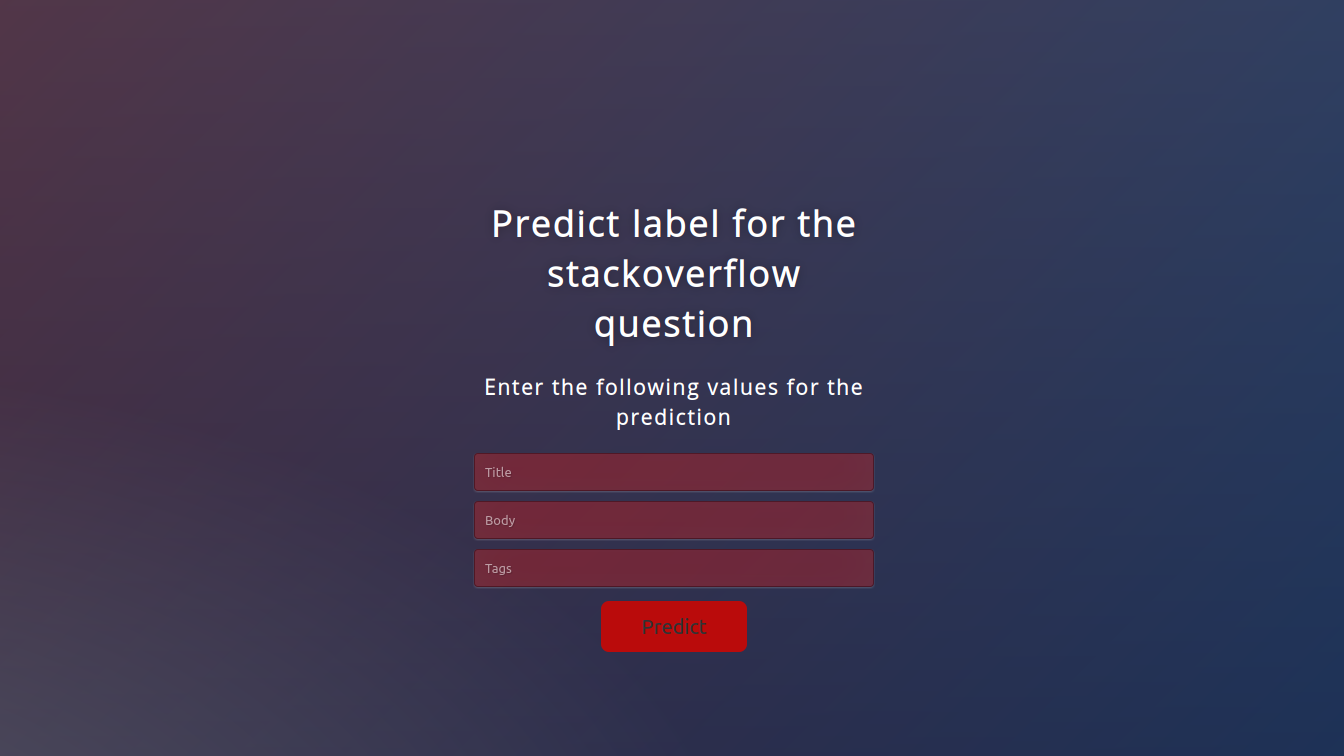 Predict label for the
stackoverflow
question
Enter the following values for the
prediction
Title
Body
Tags
Predict